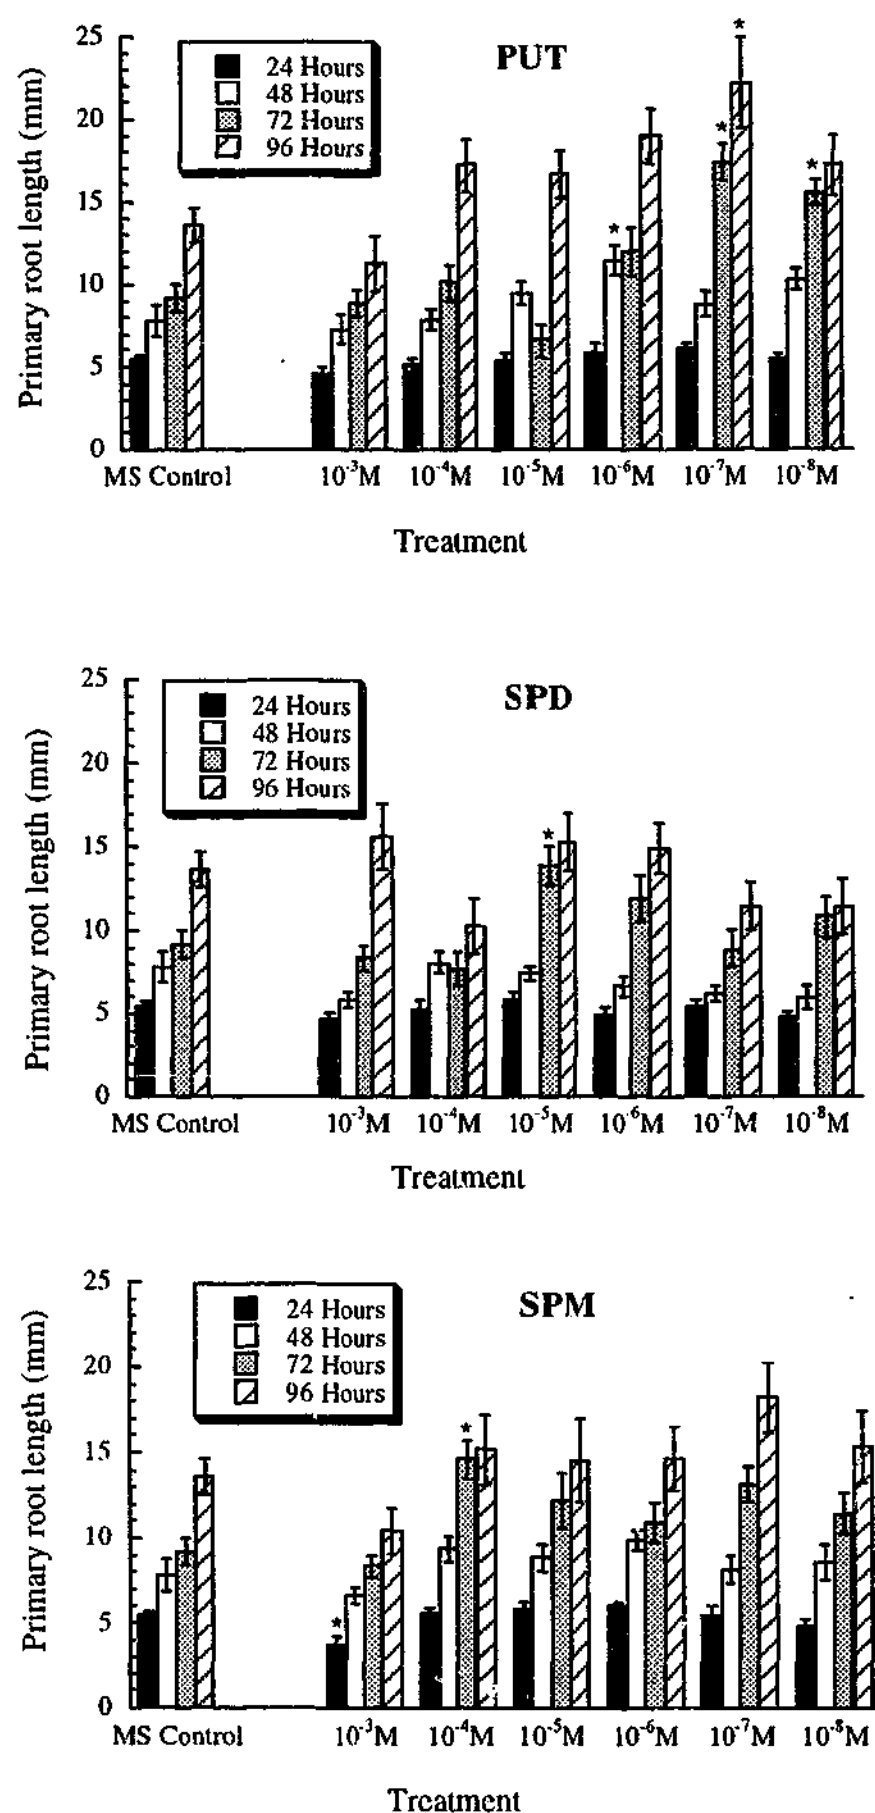 PUT
24 Hours
48 Hours
72 Hours
96 Hours
Primary root length (mm)
25
*
20
*
*
15
*
10
5
0
MS Control 10⁻³M 10⁻⁴M 10⁻⁵M 10⁻⁶M 10⁻⁷M 10⁻⁸M
Treatment
SPD
24 Hours
48 Hours
72 Hours
96 Hours
Primary root length (mm)
25
20
15
*
10
5
0
MS Control 10⁻³M 10⁻⁴M 10⁻⁵M 10⁻⁶M 10⁻⁷M 10⁻⁸M
Treatment
SPM
24 Hours
48 Hours
72 Hours
96 Hours
Primary root length (mm)
25
20
*
15
10
5
*
0
MS Control 10⁻³M 10⁻⁴M 10⁻⁵M 10⁻⁶M 10⁻⁷M 10⁻⁸M
Treatment